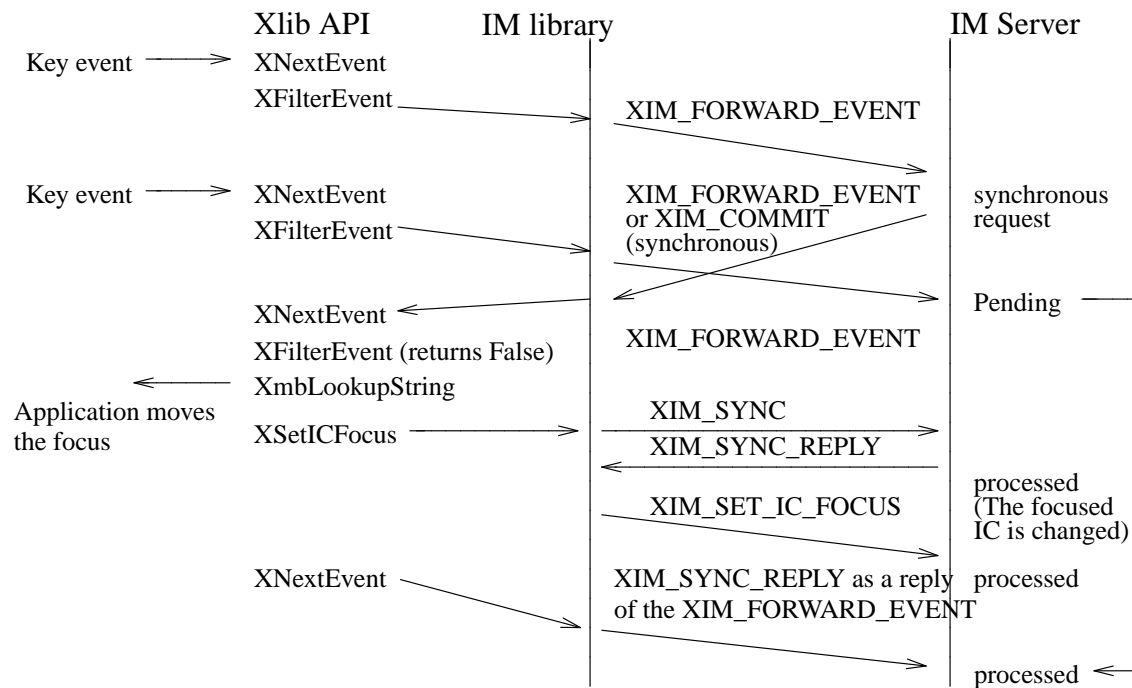 Xlib API IM library IM Server
Key event XNextEvent
XFilterEvent XIM_FORWARD_EVENT
Key event XNextEvent XIM_FORWARD_EVENT synchronous
or XIM_COMMIT request
XFilterEvent (synchronous)
XNextEvent Pending
XIM_FORWARD_EVENT
XFilterEvent (returns False)
XmbLookupString
Application moves XIM_SYNC
the focus XSetICFocus
XIM_SYNC_REPLY
processed
XIM_SET_IC_FOCUS (The focused
IC is changed)
XNextEvent XIM_SYNC_REPLY as a reply processed
of the XIM_FORWARD_EVENT
processed